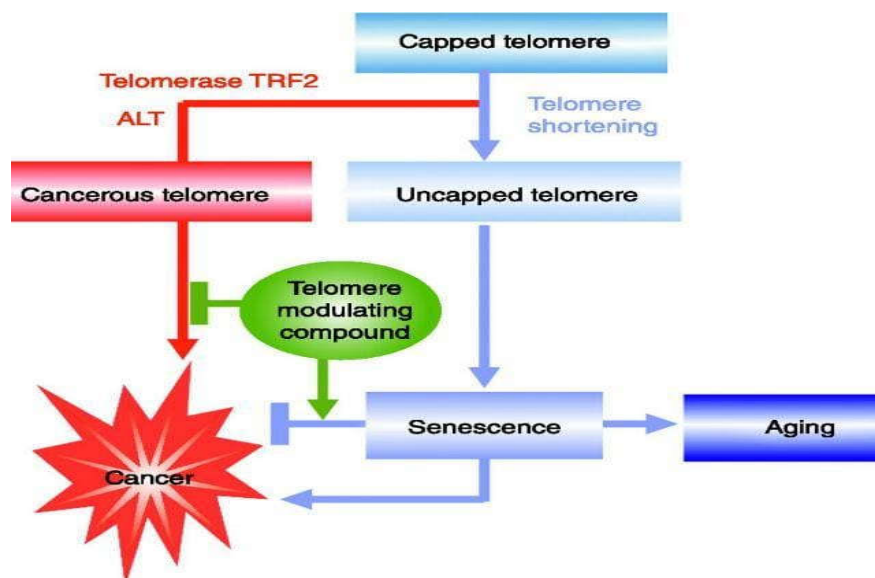 Capped telomere
Telomerase TRF2
ALT
Telomere
shortening
Cancerous telomere
Uncapped telomere
Telomere
modulating
compound
Senescence
Aging
Cancer